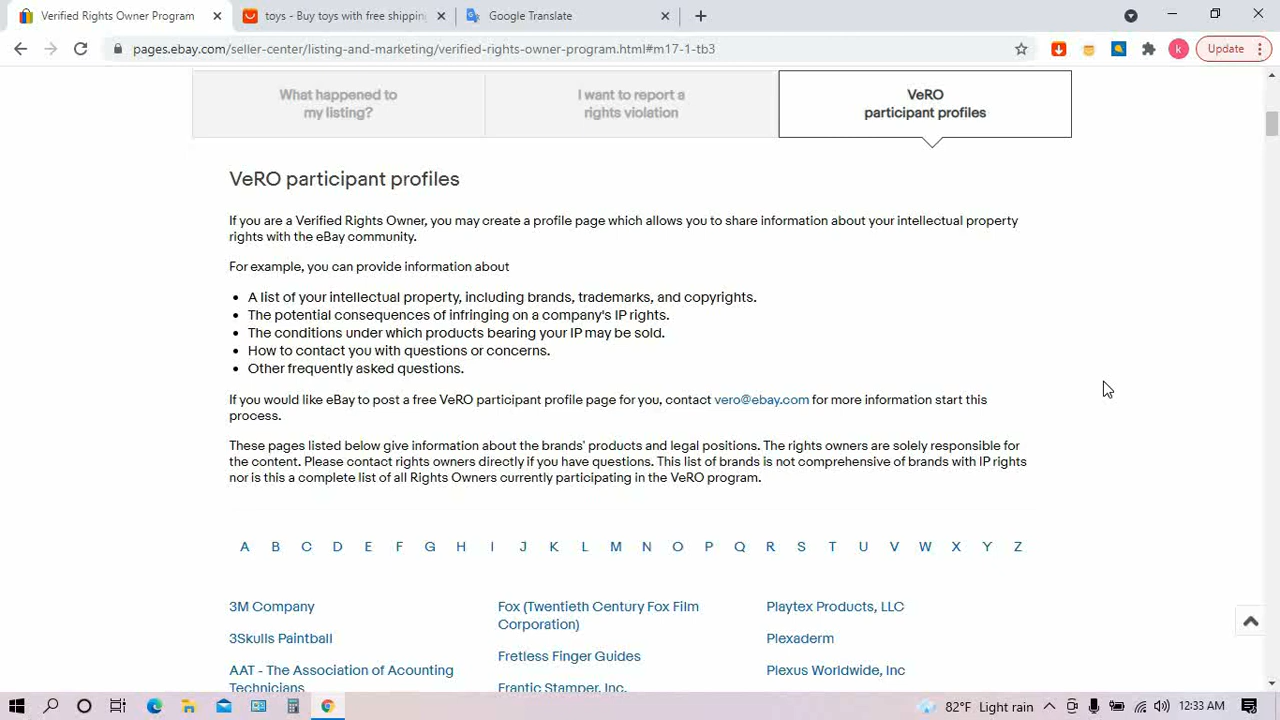 Verified Rights Owner Program
toys - Buy toys with free shipping
Google Translate
pages.ebay.com/seller-center/listing-and-marketing/verified-rights-owner-program.html#m17-1-tb3
k
Update
What happened to
my listing?
I want to report a
rights violation
VeRO
participant profiles
VeRO participant profiles
If you are a Verified Rights Owner, you may create a profile page which allows you to share information about your intellectual property
rights with the eBay community.
For example, you can provide information about
• A list of your intellectual property, including brands, trademarks, and copyrights.
• The potential consequences of infringing on a company's IP rights.
• The conditions under which products bearing your IP may be sold.
• How to contact you with questions or concerns.
• Other frequently asked questions.
If you would like eBay to post a free VeRO participant profile page for you, contact vero@ebay.com for more information start this
process.
These pages listed below give information about the brands' products and legal positions. The rights owners are solely responsible for
the content. Please contact rights owners directly if you have questions. This list of brands is not comprehensive of brands with IP rights
nor is this a complete list of all Rights Owners currently participating in the VeRO program.
A B C D E F G H I J K L M N O P Q R S T U V W X Y Z
3M Company
3Skulls Paintball
AAT - The Association of Acounting
Technicians
Fox (Twentieth Century Fox Film
Corporation)
Fretless Finger Guides
Frantic Stamper, Inc.
Playtex Products, LLC
Plexaderm
Plexus Worldwide, Inc
82°F Light rain
12:33 AM